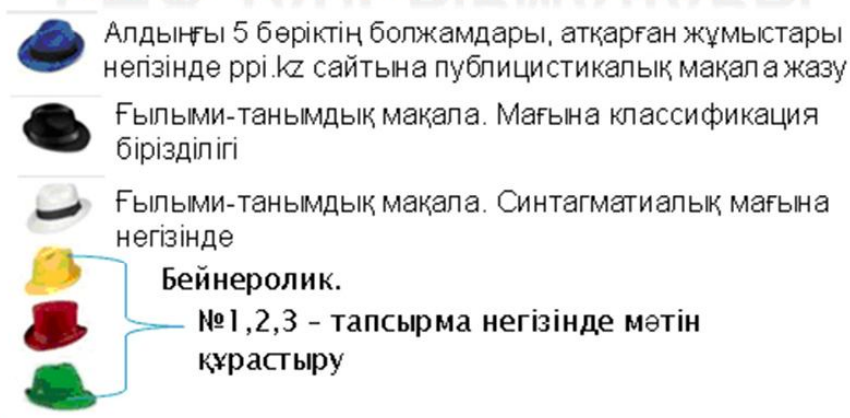 Алдыңғы 5 бөріктің болжамдары, атқарған жұмыстары
негізінде ppi.kz сайтына публицистикалық мақала жазу
Ғылыми-танымдық мақала. Мағына классификация
бірізділігі
Ғылыми-танымдық мақала. Синтагматиалық мағына
негізінде
Бейнеролик.
№1,2,3 – тапсырма негізінде мәтін
құрастыру